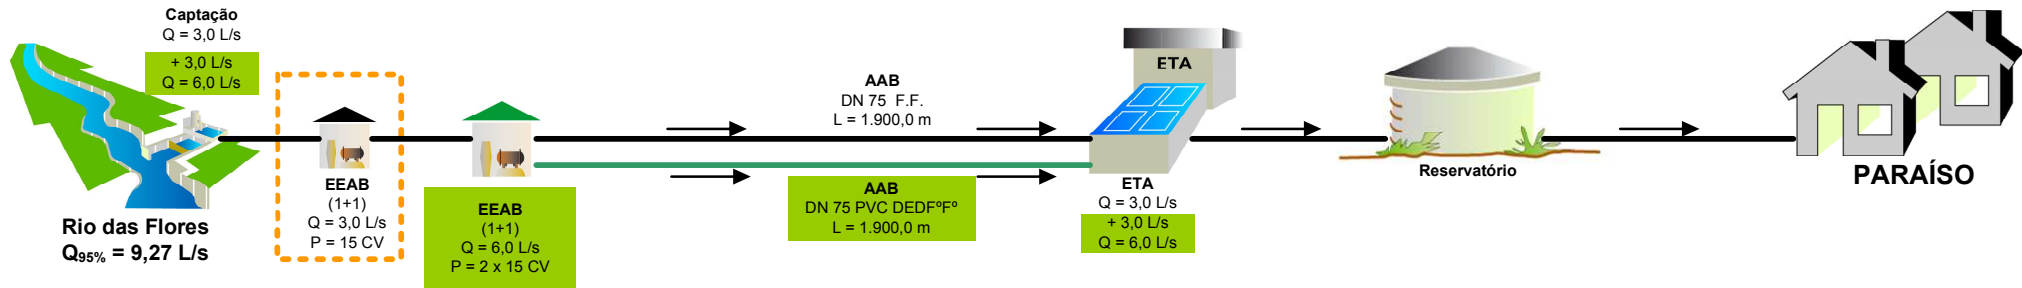 Captação
Q = 3,0 L/s
+ 3,0 L/s
Q = 6,0 L/s
Rio das Flores
Q95% = 9,27 L/s
EEAB
(1+1)
Q = 3,0 L/s
P = 15 CV
EEAB
(1+1)
Q = 6,0 L/s
P = 2 x 15 CV
AAB
DN 75 F.F.
L = 1.900,0 m
AAB
DN 75 PVC DEDFºFº
L = 1.900,0 m
ETA
ETA
Q = 3,0 L/s
+ 3,0 L/s
Q = 6,0 L/s
Reservatório
PARAÍSO